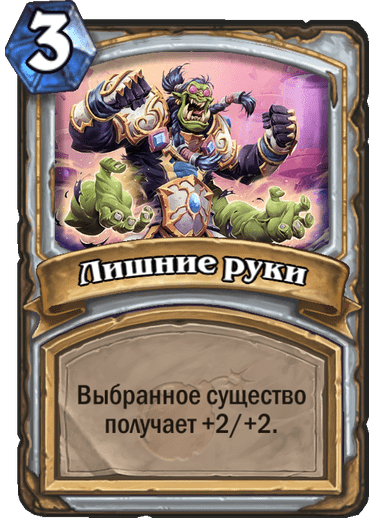 3
Лишние руки
Выбранное существо
получает +2/+2.